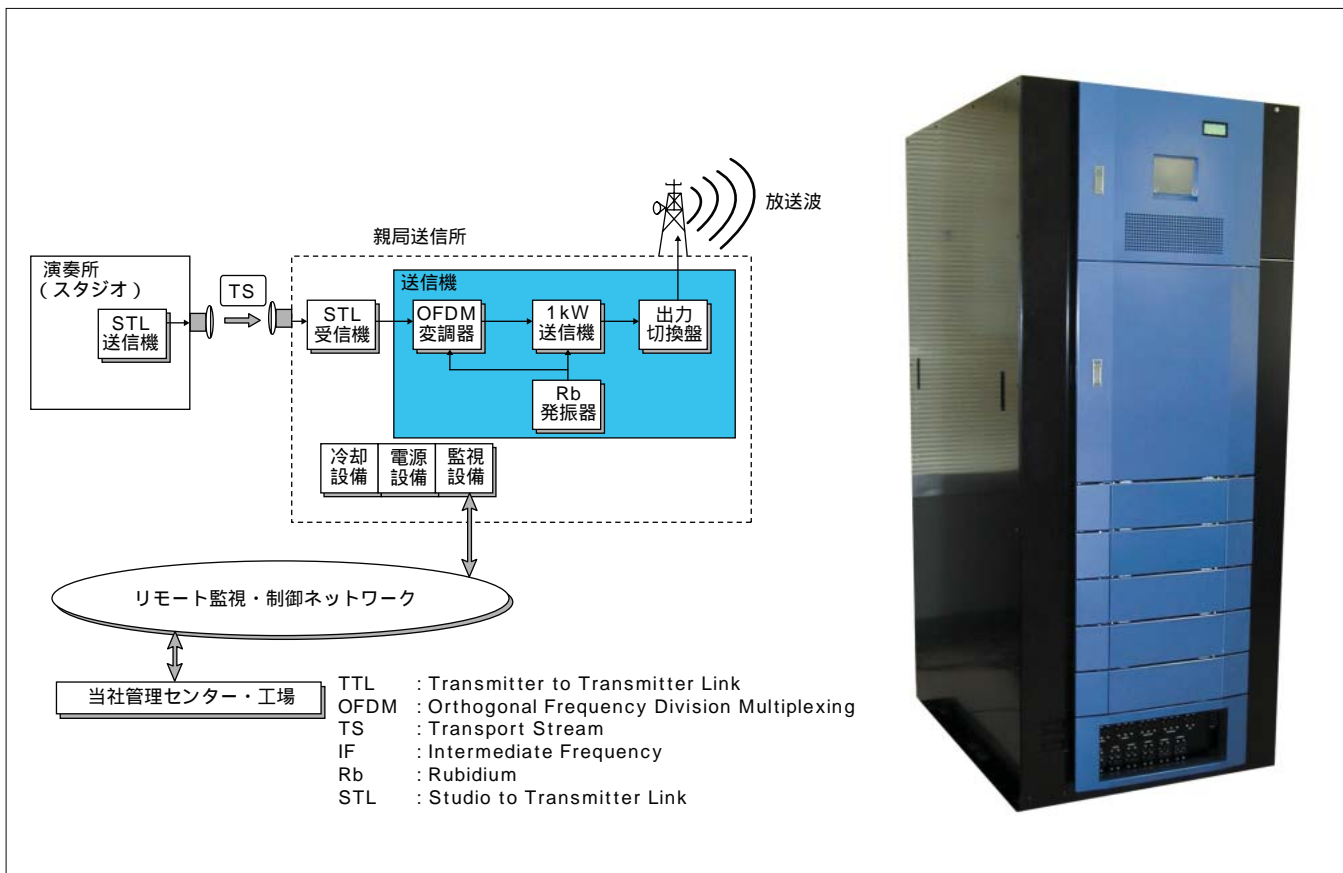 放送波
親局送信所
演奏所
(スタジオ)
TS
送信機
STL
送信機
STL
受信機
OFDM
変調器
1kW
送信機
出力
切換盤
Rb
発振器
冷却
設備
電源
設備
監視
設備
リモート監視・制御ネットワーク
当社管理センター・工場
TTL : Transmitter to Transmitter Link
OFDM : Orthogonal Frequency Division Multiplexing
TS : Transport Stream
IF : Intermediate Frequency
Rb : Rubidium
STL : Studio to Transmitter Link